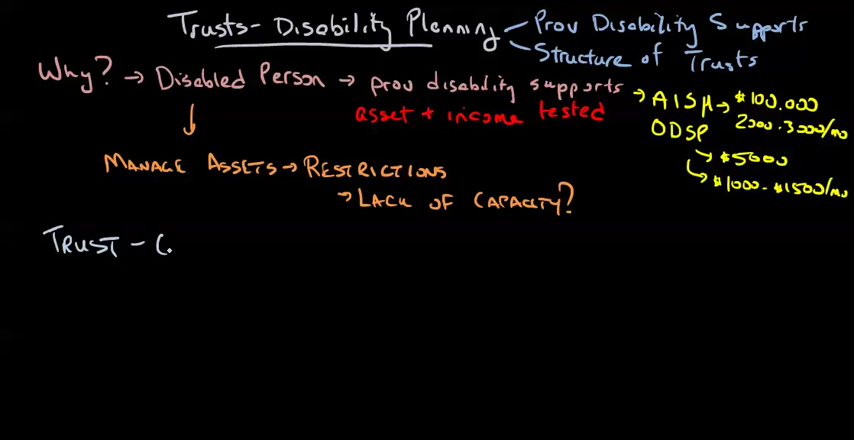 Trusts - Disability Planning
Prov Disability Supports
Structure of Trusts
Why? → Disabled Person → prov disability supports
asset + income tested
→ AISH → $100.000
2000-3000/mo
ODSP
↳ $5000
↳ $1000-$1500/mo
↓
MANAGE ASSETS → RESTRICTIONS
→ LACK OF CAPACITY?
TRUST - C